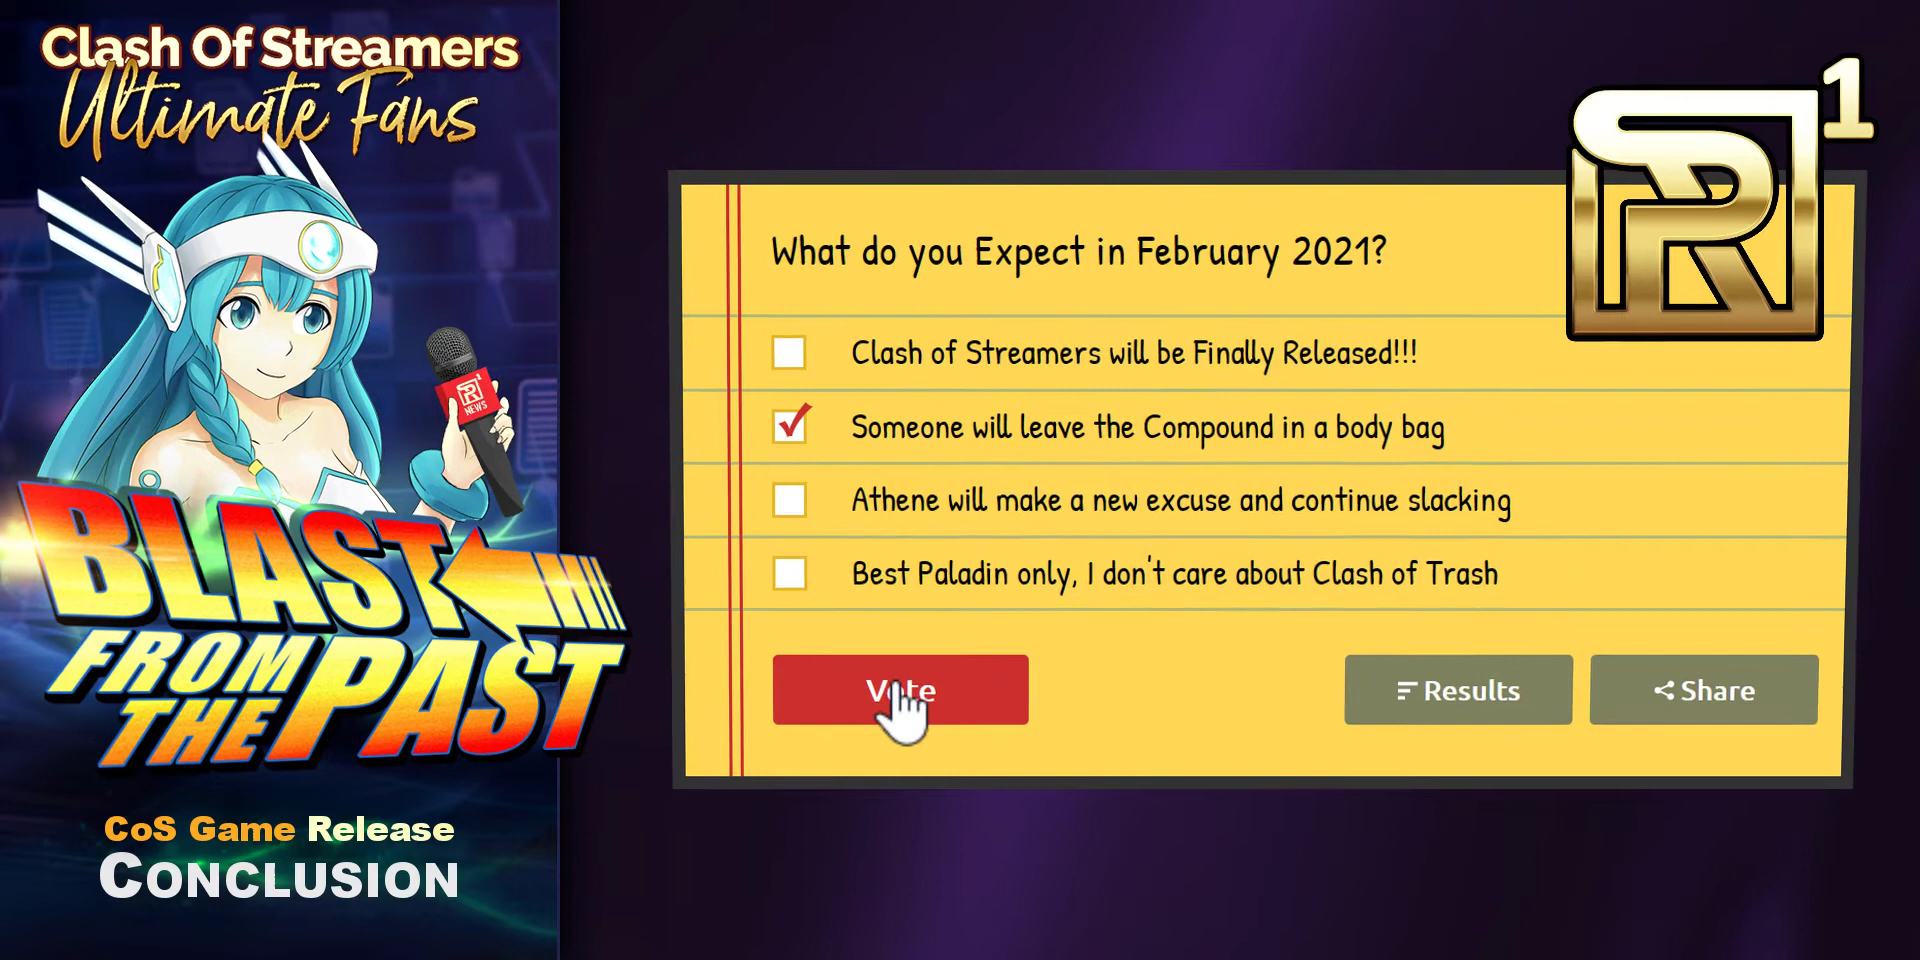 Clash Of Streamers
Ultimate Fans
NEWS
BLAST
FROM
THE PAST
CoS Game Release
CONCLUSION
What do you Expect in February 2021?
Clash of Streamers will be Finally Released!!!
Someone will leave the Compound in a body bag
Athene will make a new excuse and continue slacking
Best Paladin only, I don't care about Clash of Trash
Vote
Results
Share
1